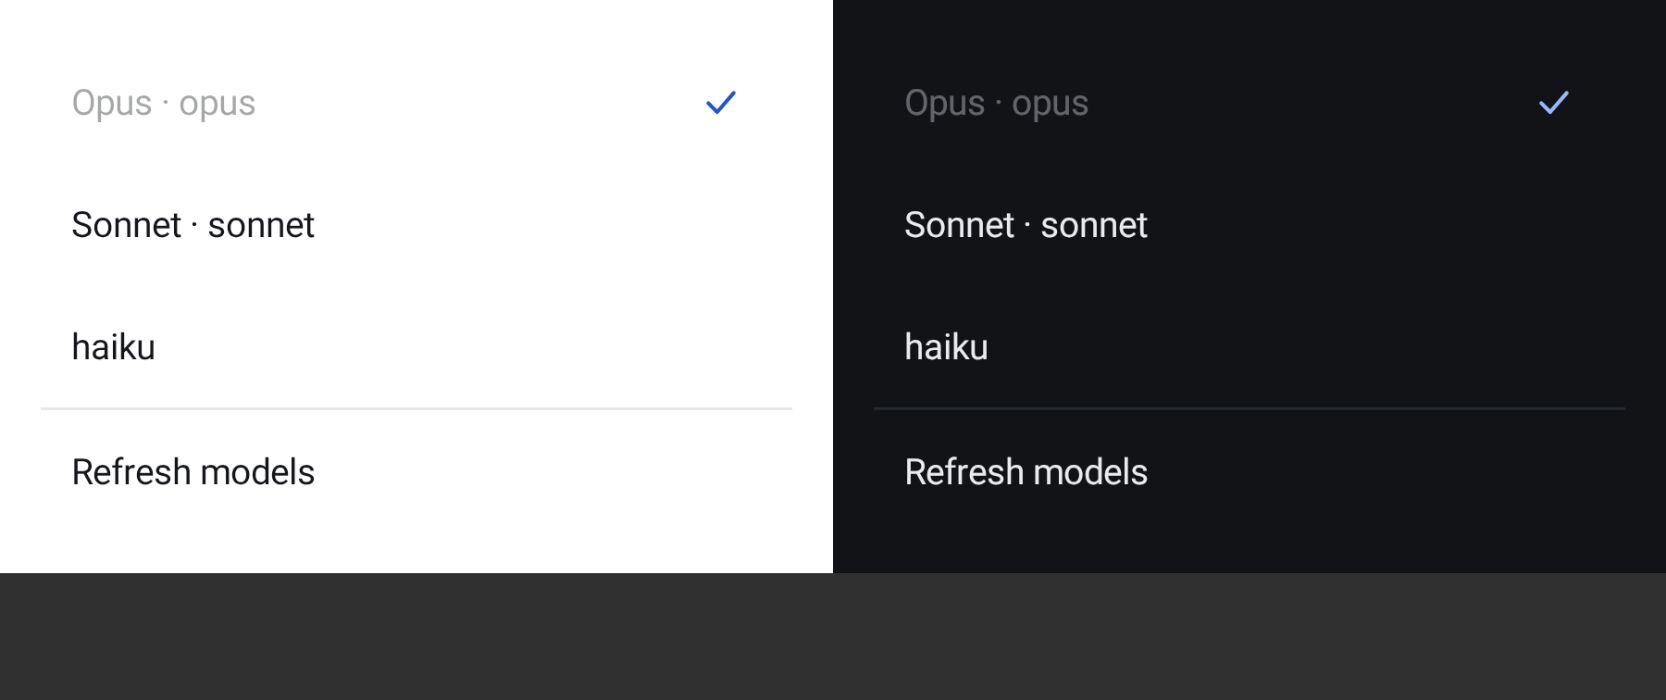 Opus · opus
Sonnet · sonnet
haiku
Refresh models
Opus · opus
Sonnet · sonnet
haiku
Refresh models